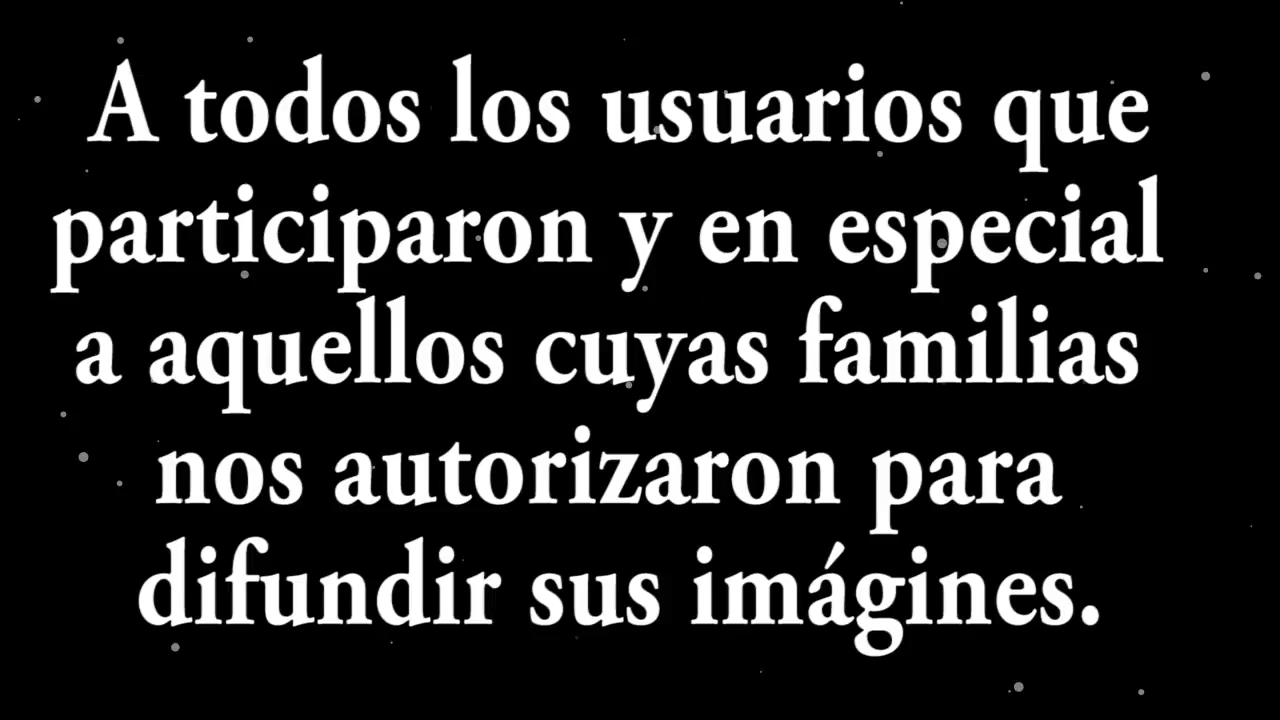 A todos los usuarios que
participaron y en especial
a aquellos cuyas familias
nos autorizaron para
difundir sus imágines.